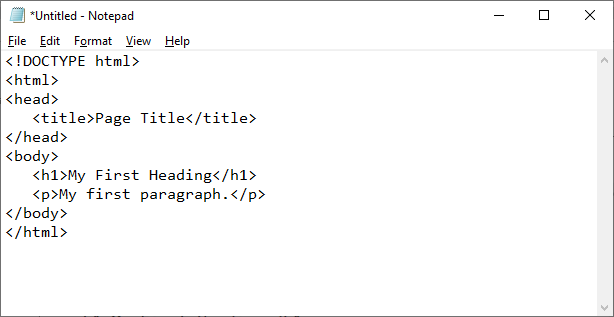 *Untitled - Notepad
File Edit Format View Help
<!DOCTYPE html>
<html>
<head>
   <title>Page Title</title>
</head>
<body>
   <h1>My First Heading</h1>
   <p>My first paragraph.</p>
</body>
</html>